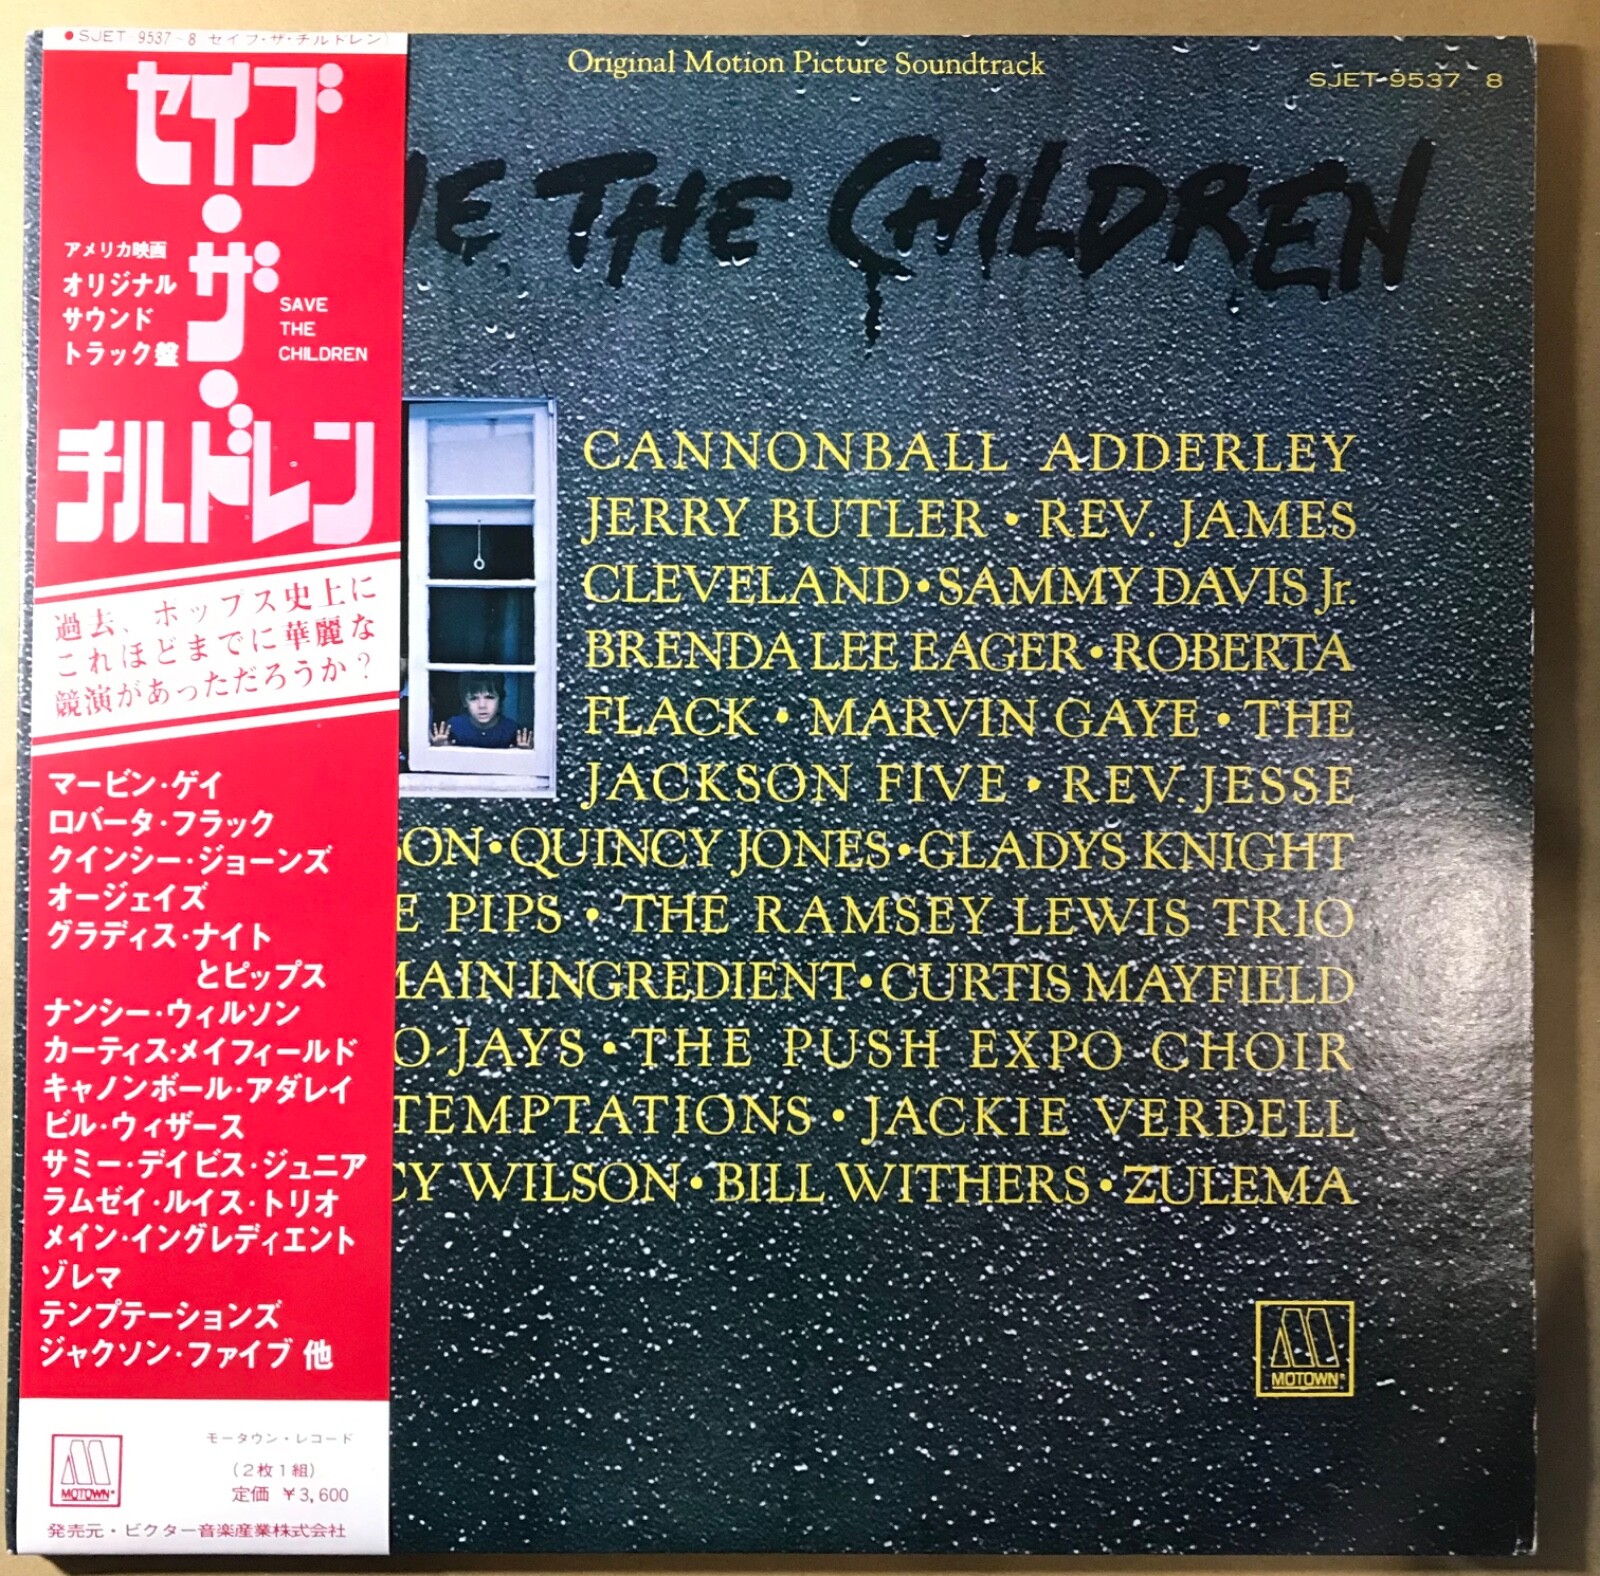 ●SJET-9537~8 セイブ・ザ・チルドレン)
セイブ
・
ザ
・
チルドレン
アメリカ映画
オリジナル
サウンド
トラック盤
SAVE
THE
CHILDREN
過去、ポップス史上に
これほどまでに華麗な
競演があっただろうか?
マービン・ゲイ
ロバータ・フラック
クインシー・ジョーンズ
オージェイズ
グラディス・ナイト
とピップス
ナンシー・ウィルソン
カーティス・メイフィールド
キャノンボール・アダレイ
ビル・ウィザース
サミー・デイビス・ジュニア
ラムゼイ・ルイス・トリオ
メイン・イングレディエント
ゾレマ
テンプテーションズ
ジャクソン・ファイブ 他
MOTOWN
モータウン・レコード
(2枚1組)
定価 ¥3,600
発売元・ビクター音楽産業株式会社
Original Motion Picture Soundtrack
SJET-9537 8
VE THE CHILDREN
CANNONBALL ADDERLEY
JERRY BUTLER • REV. JAMES
CLEVELAND • SAMMY DAVIS Jr.
BRENDA LEE EAGER • ROBERTA
FLACK • MARVIN GAYE • THE
JACKSON FIVE • REV. JESSE
SON • QUINCY JONES • GLADYS KNIGHT
E PIPS • THE RAMSEY LEWIS TRIO
MAIN INGREDIENT • CURTIS MAYFIELD
O-JAYS • THE PUSH EXPO CHOIR
TEMPTATIONS • JACKIE VERDELL
CY WILSON • BILL WITHERS • ZULEMA
MOTOWN